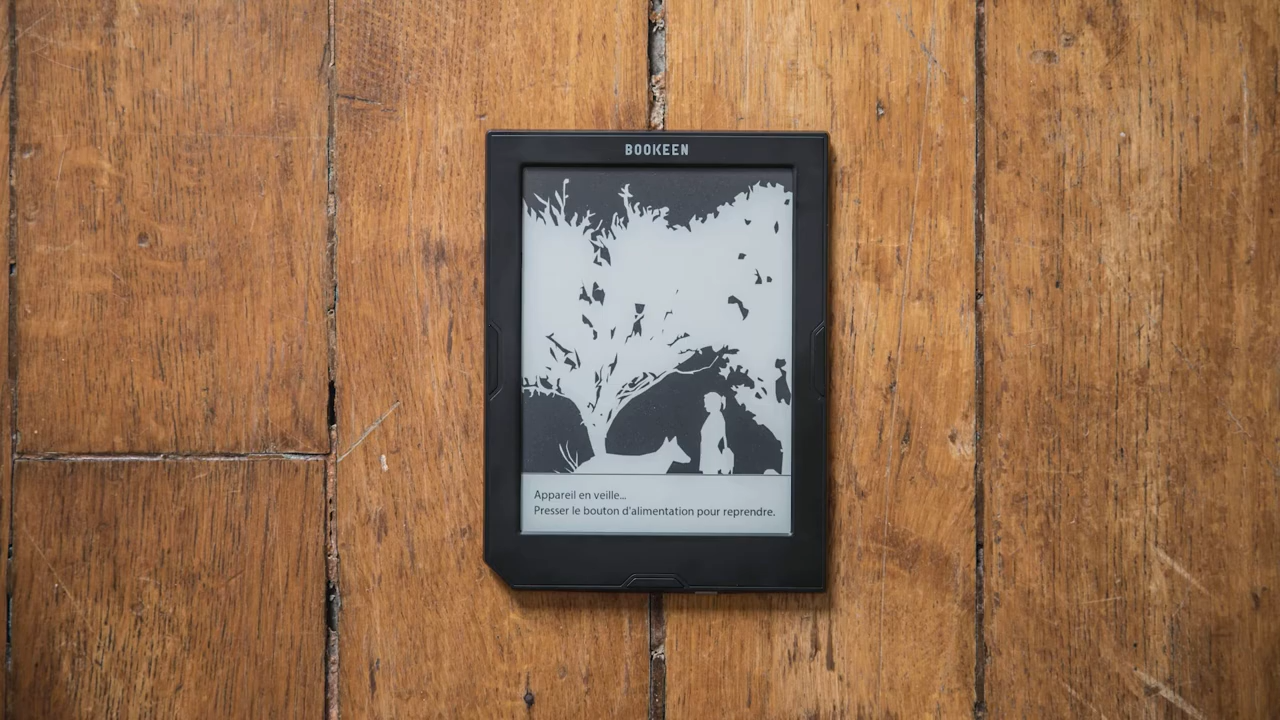 BOOKEEN
Appareil en veille...
Presser le bouton d'alimentation pour reprendre.